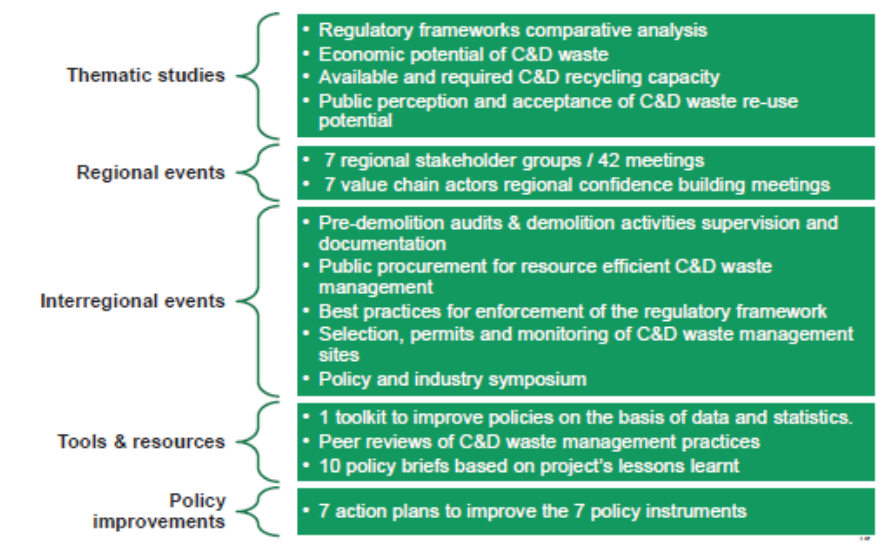 Thematic studies
• Regulatory frameworks comparative analysis
• Economic potential of C&D waste
• Available and required C&D recycling capacity
• Public perception and acceptance of C&D waste re-use
potential
Regional events
• 7 regional stakeholder groups / 42 meetings
• 7 value chain actors regional confidence building meetings
Interregional events
• Pre-demolition audits & demolition activities supervision and
documentation
• Public procurement for resource efficient C&D waste
management
• Best practices for enforcement of the regulatory framework
• Selection, permits and monitoring of C&D waste management
sites
• Policy and industry symposium
Tools & resources
• 1 toolkit to improve policies on the basis of data and statistics.
• Peer reviews of C&D waste management practices
• 10 policy briefs based on project's lessons learnt
Policy
improvements
• 7 action plans to improve the 7 policy instruments